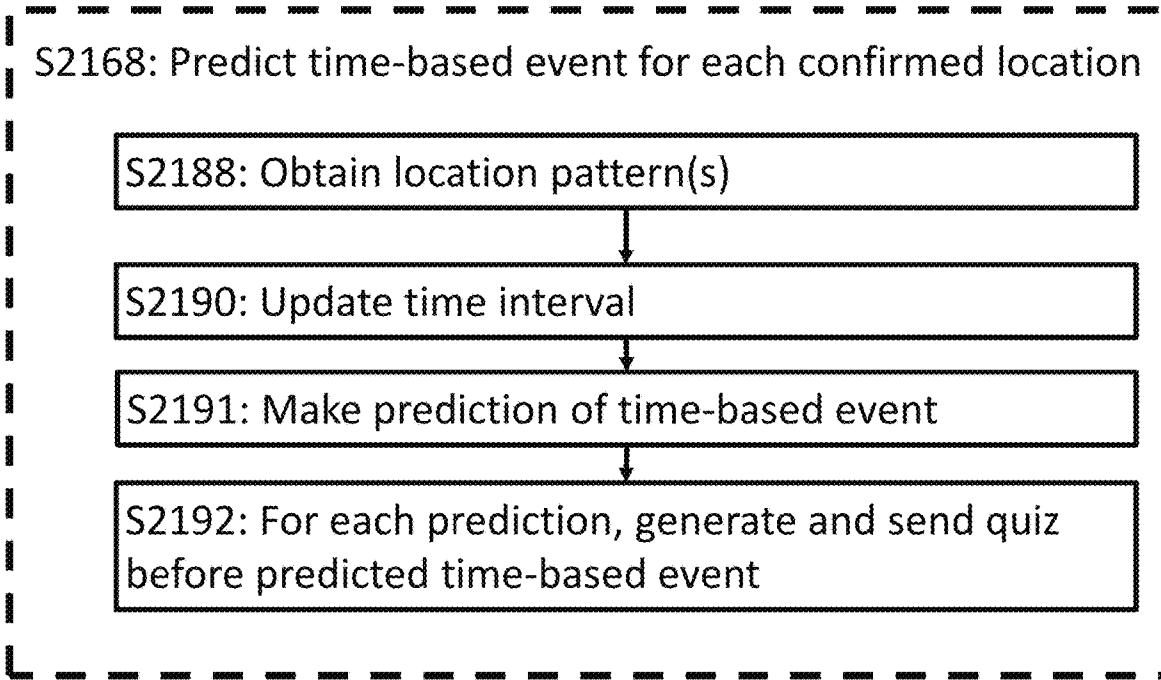 S2168: Predict time-based event for each confirmed location
S2188: Obtain location pattern(s)
S2190: Update time interval
S2191: Make prediction of time-based event
S2192: For each prediction, generate and send quiz
before predicted time-based event